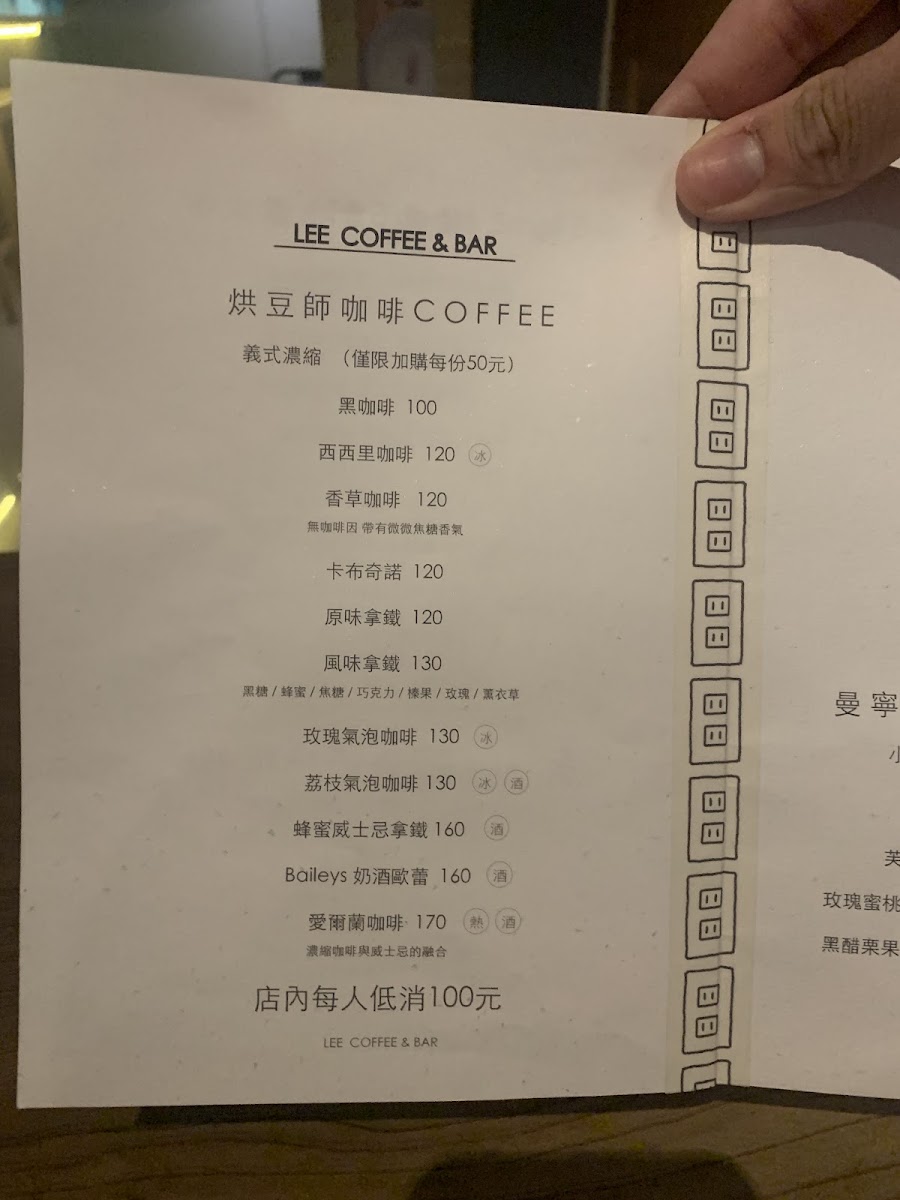 LEE COFFEE & BAR
烘豆師咖啡COFFEE
義式濃縮 （僅限加購每份50元）
黑咖啡 100
西西里咖啡 120 冰
香草咖啡 120
無咖啡因 帶有微微焦糖香氣
卡布奇諾 120
原味拿鐵 120
風味拿鐵 130
黑糖 / 蜂蜜 / 焦糖 / 巧克力 / 榛果 / 玫瑰 / 薰衣草
玫瑰氣泡咖啡 130 冰
荔枝氣泡咖啡 130 冰 酒
蜂蜜威士忌拿鐵 160 酒
Baileys 奶酒歐蕾 160 酒
愛爾蘭咖啡 170 熱 酒
濃縮咖啡與威士忌的融合
店內每人低消100元
LEE COFFEE & BAR
曼寧
小
芙
玫瑰蜜桃
黑醋栗果